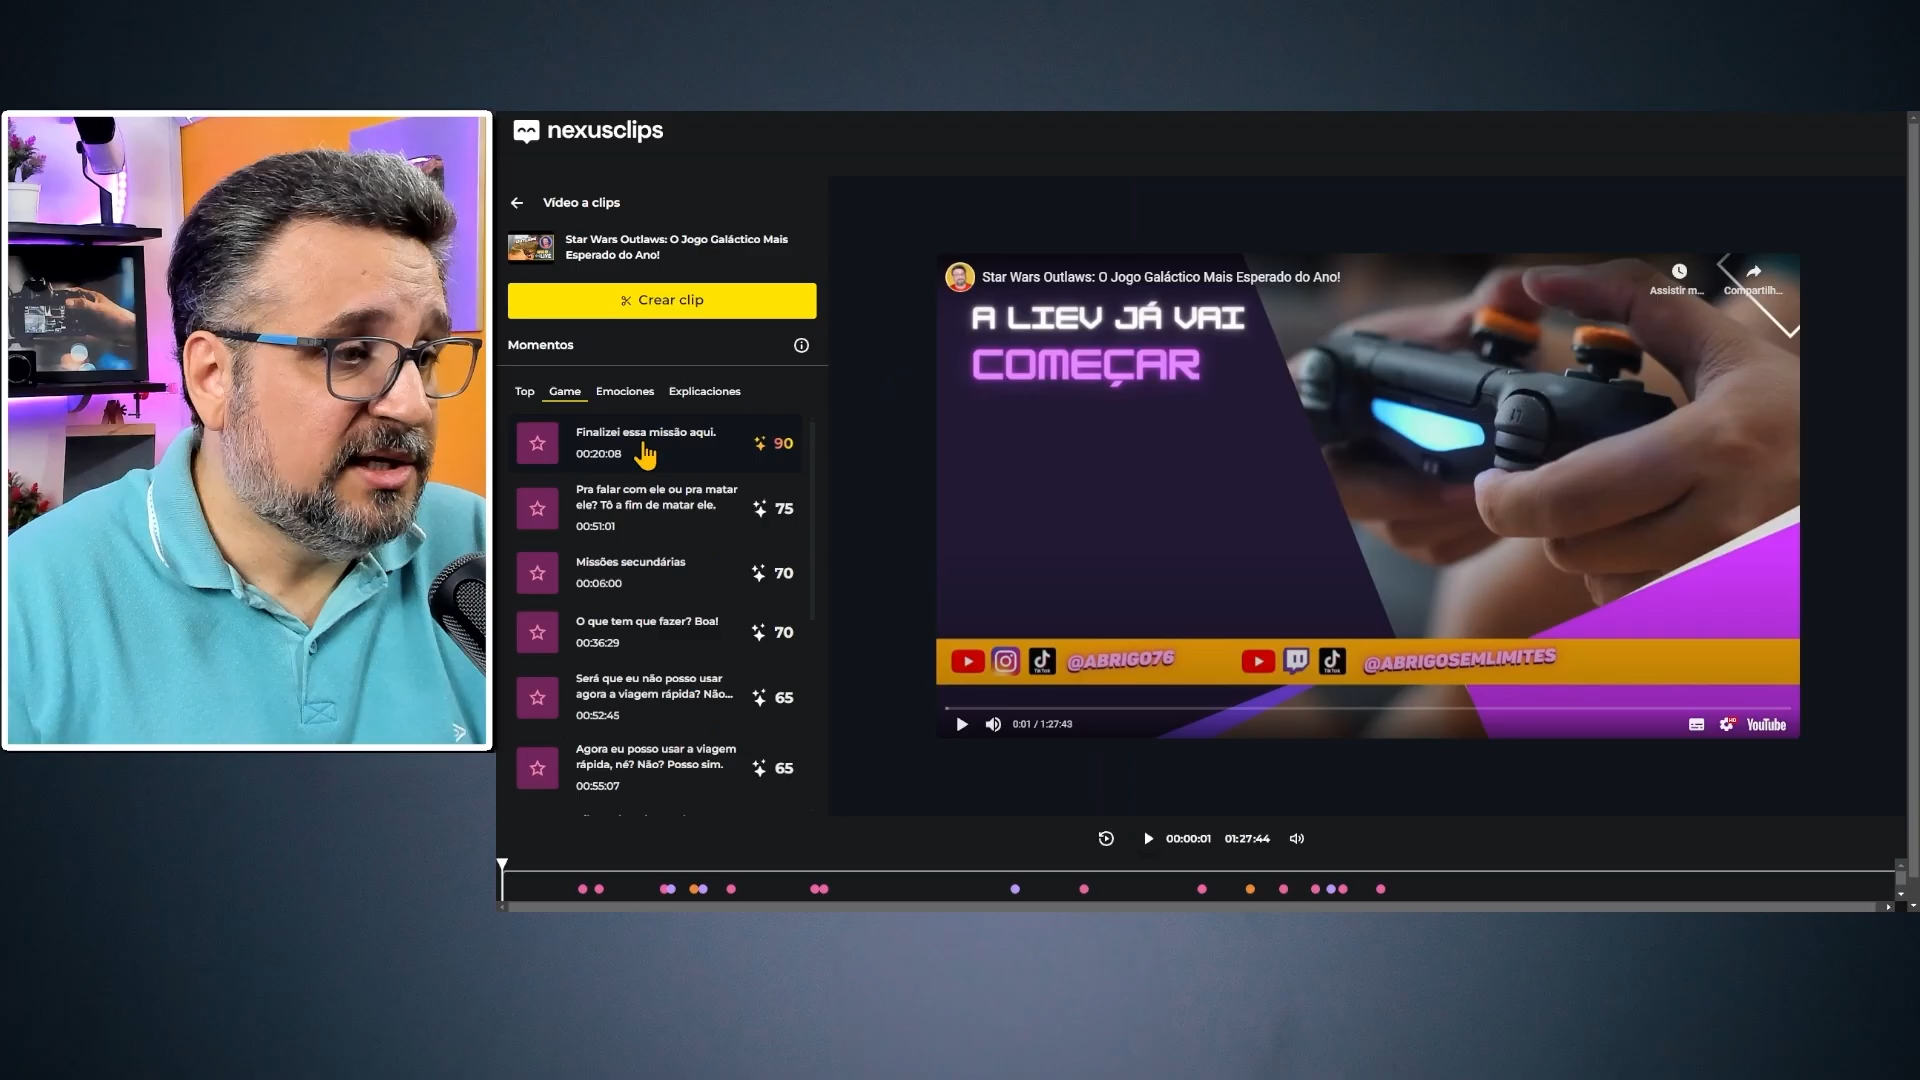 nexusclips
Vídeo a clips
Star Wars Outlaws: O Jogo Galáctico Mais
Esperado do Ano!
Crear clip
Momentos
Top Game Emociones Explicaciones
Finalizei essa missão aqui.
00:20:08
90
Pra falar com ele ou pra matar
ele? Tô a fim de matar ele.
00:51:01
75
Missões secundárias
00:06:00
70
O que tem que fazer? Boa!
00:36:29
70
Será que eu não posso usar
agora a viagem rápida? Não...
00:52:45
65
Agora eu posso usar a viagem
rápida, né? Não? Posso sim.
00:55:07
65
Star Wars Outlaws: O Jogo Galáctico Mais Esperado do Ano!
Assistir m...
Compartilh...
A LIEV JÁ VAI
COMEÇAR
@ABRIGO76
@ABRIGOSEMLIMITES
0:01 / 1:27:43
YouTube
00:00:01 01:27:44